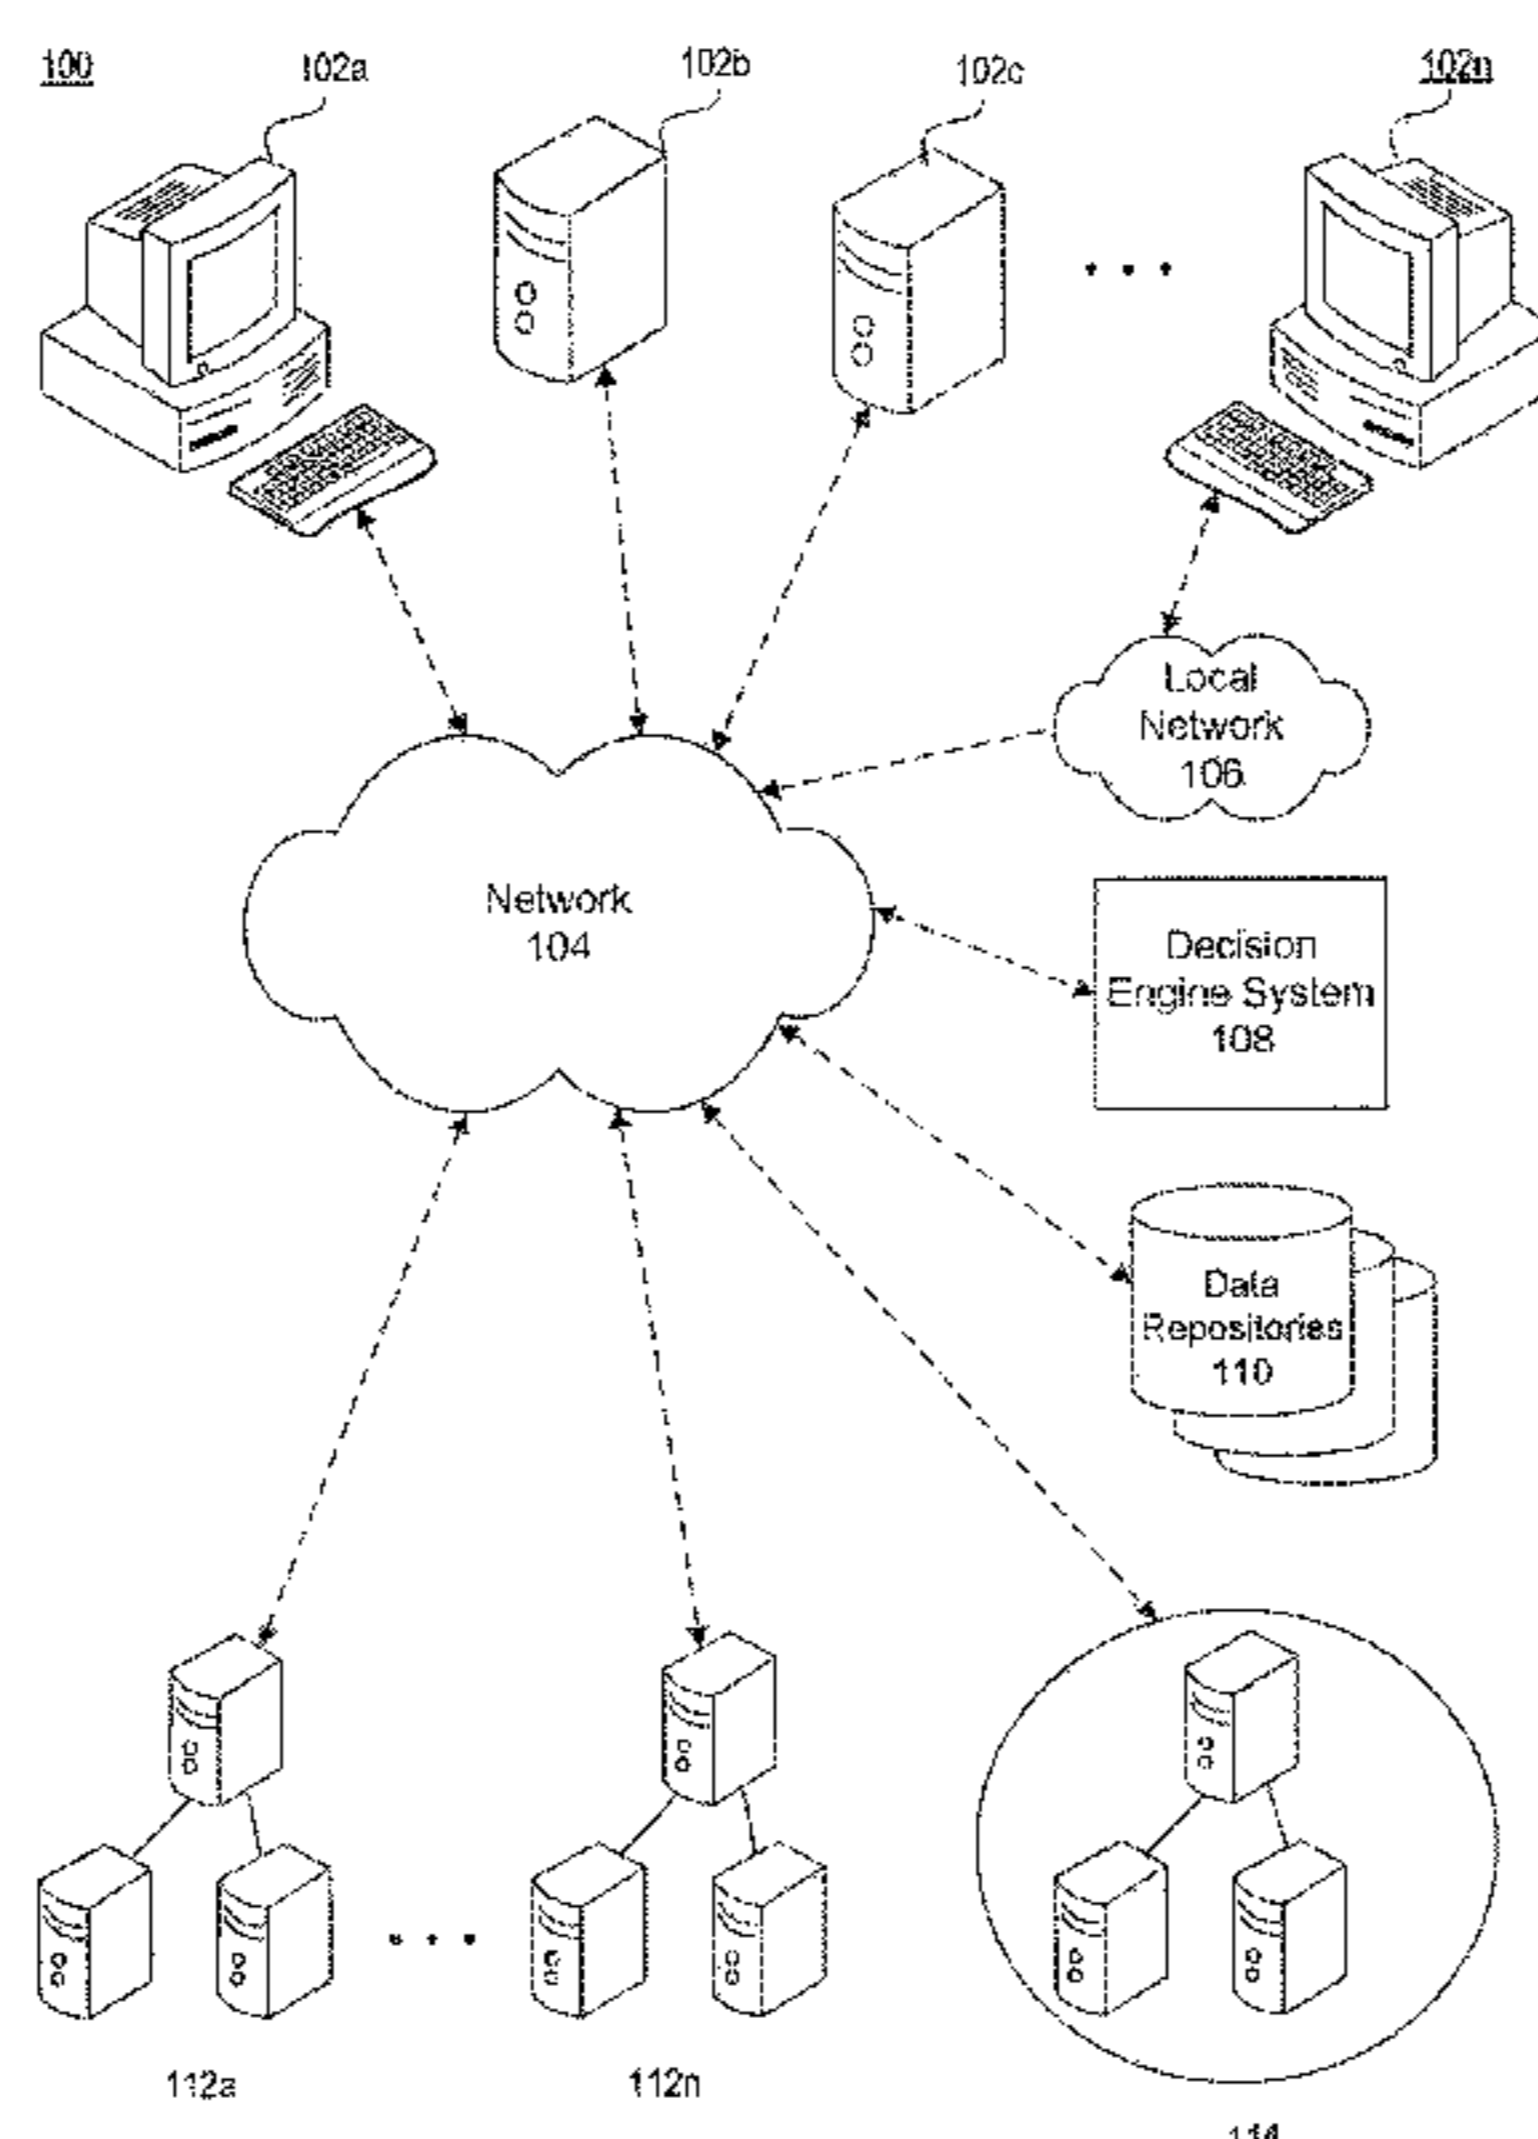 100
102a
102b
102c
102n
Local
Network
106
Network
104
Decision
Engine System
108
Data
Repositories
110
112a
112n
114